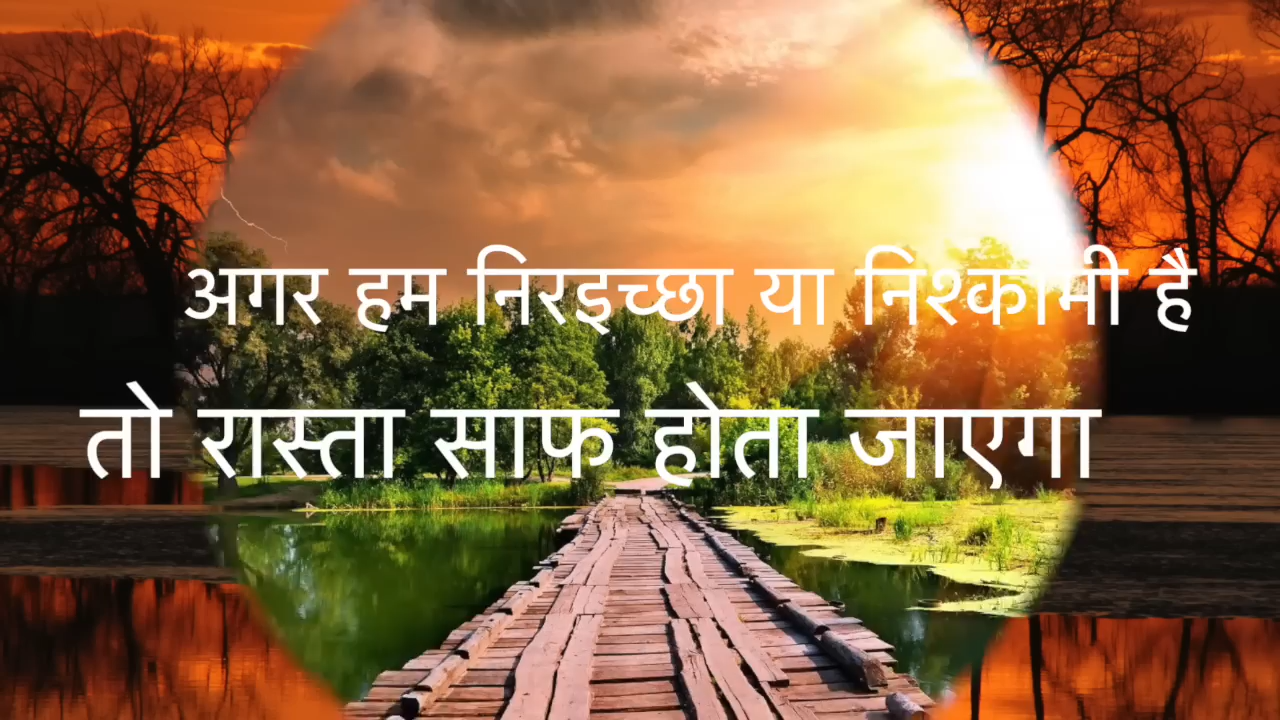 अगर हम निरइच्छा या निश्कामी है
तो रास्ता साफ होता जाएगा